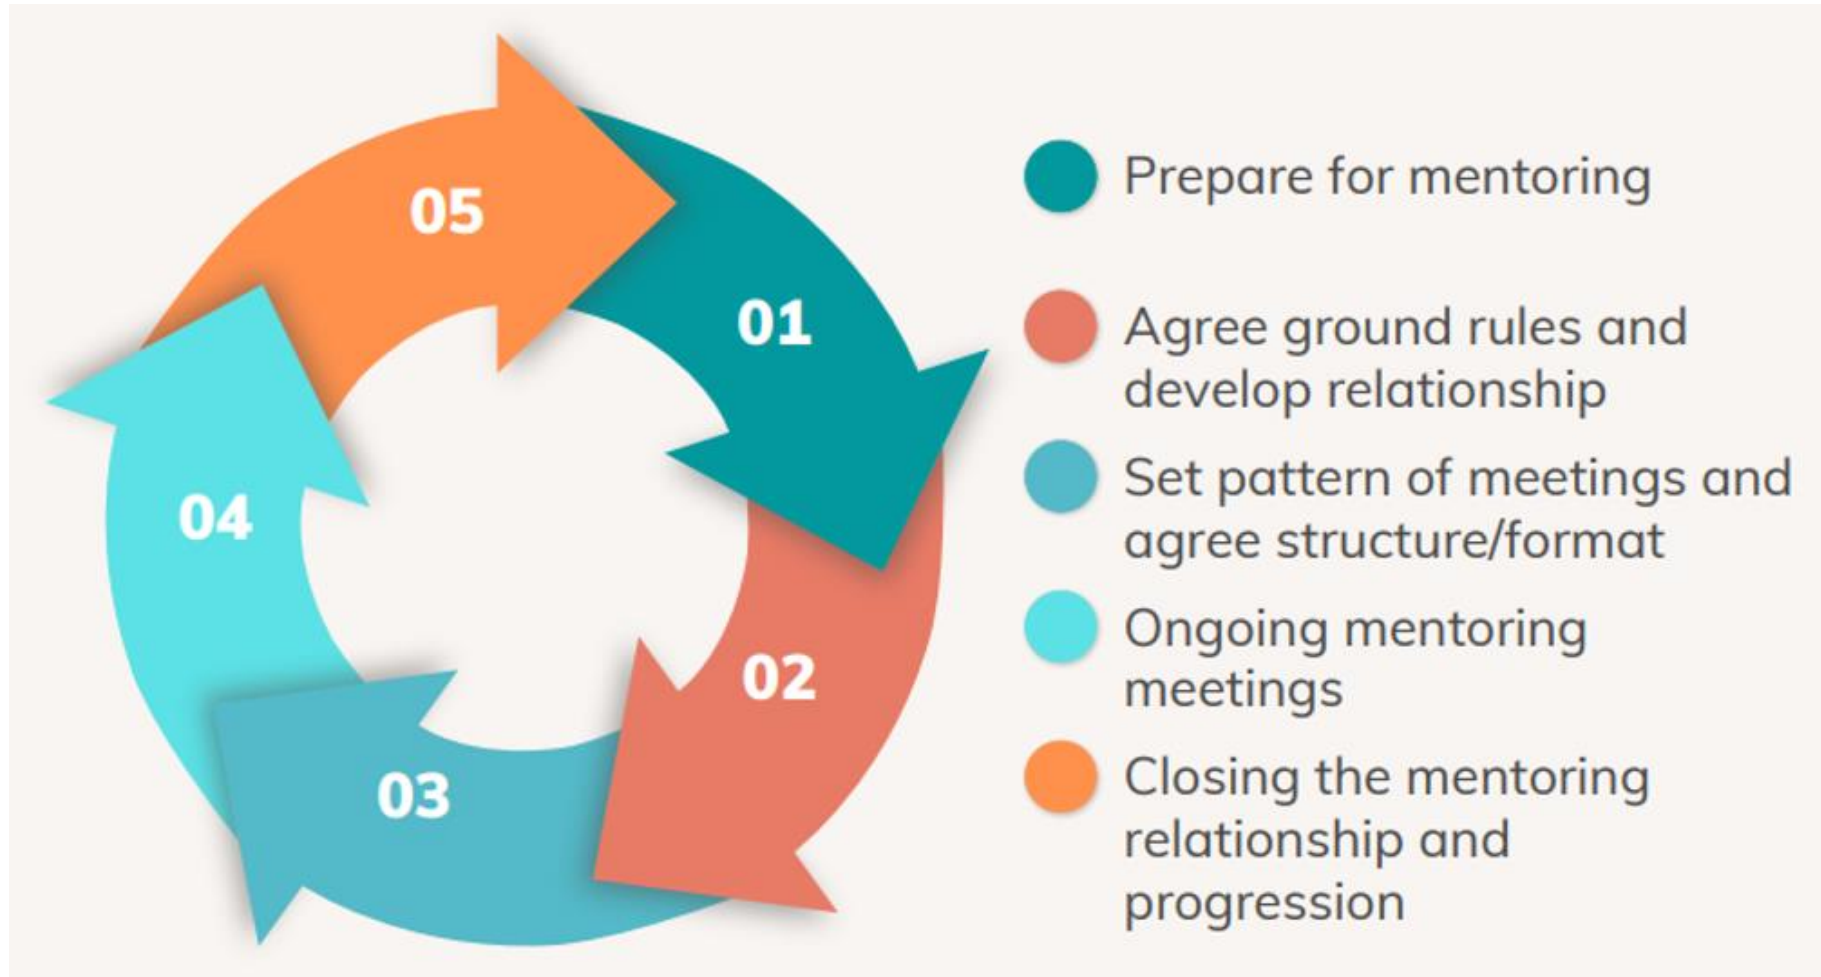 05
01
04
02
03
Prepare for mentoring
Agree ground rules and
develop relationship
Set pattern of meetings and
agree structure/format
Ongoing mentoring
meetings
Closing the mentoring
relationship and
progression